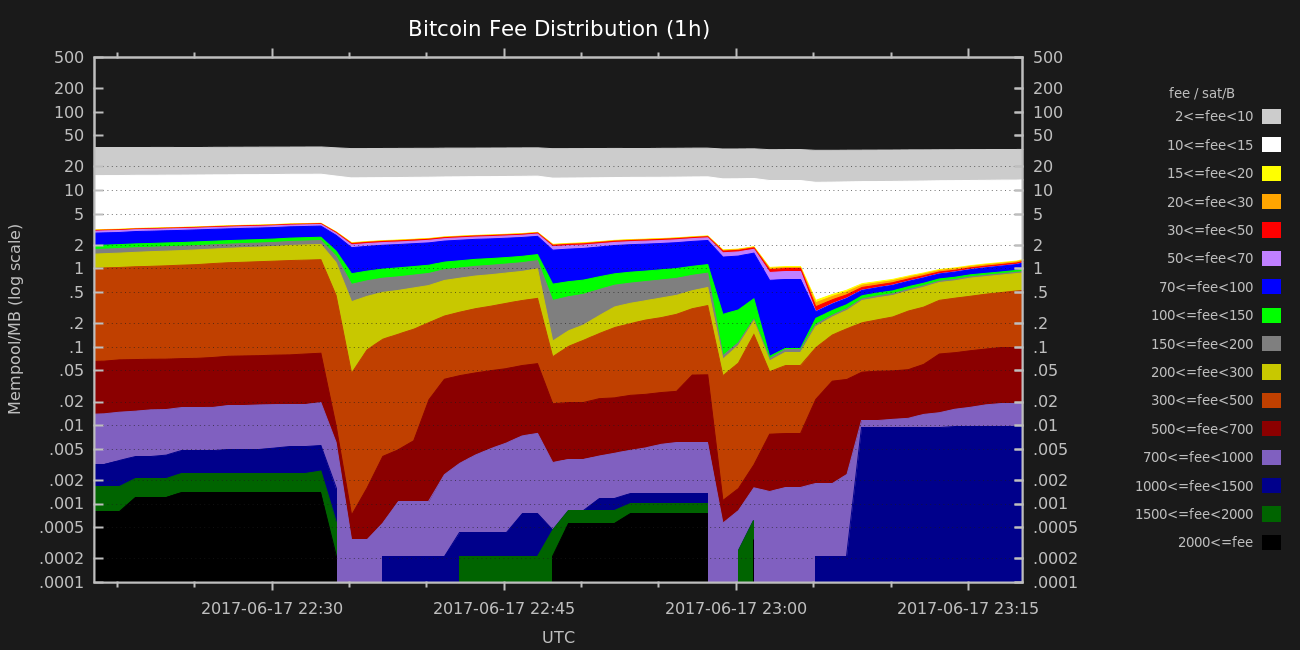 Bitcoin Fee Distribution (1h)
500 500
200 200
100 100
50 50
20 20
10 10
5 5
2 2
1 1
.5 .5
.2 .2
.1 .1
.05 .05
.02 .02
.01 .01
.005 .005
.002 .002
.001 .001
.0005 .0005
.0002 .0002
.0001 .0001
Mempool/MB (log scale)
2017-06-17 22:30 2017-06-17 22:45 2017-06-17 23:00 2017-06-17 23:15
UTC
fee / sat/B
2<=fee<10
10<=fee<15
15<=fee<20
20<=fee<30
30<=fee<50
50<=fee<70
70<=fee<100
100<=fee<150
150<=fee<200
200<=fee<300
300<=fee<500
500<=fee<700
700<=fee<1000
1000<=fee<1500
1500<=fee<2000
2000<=fee